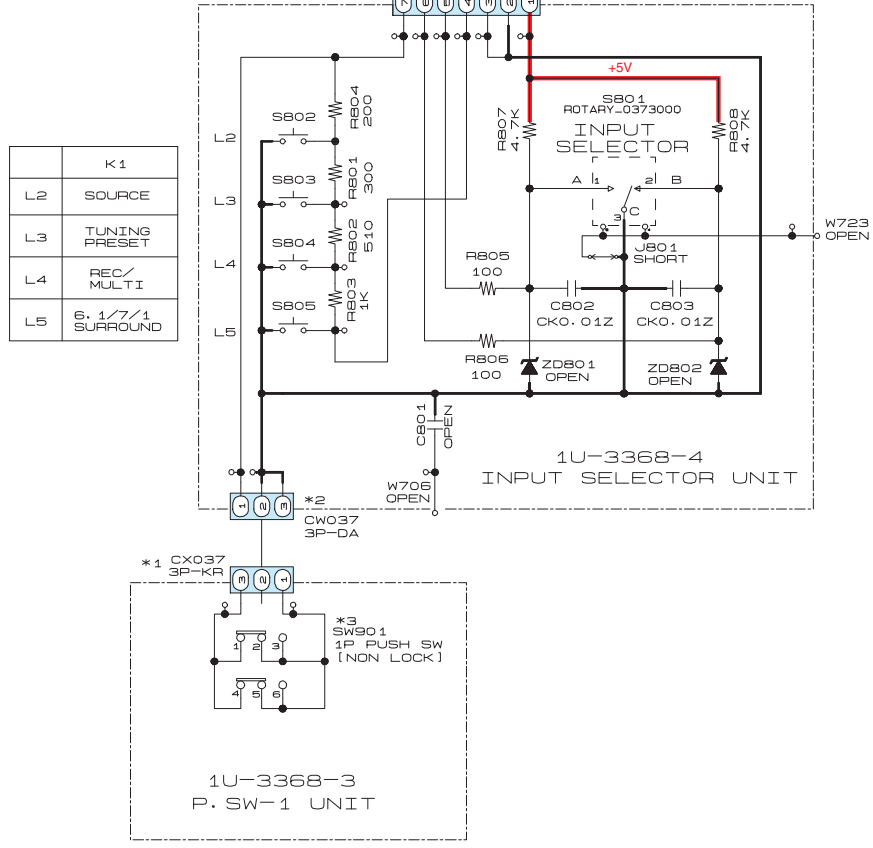 7 6 5 4 3 2 1
+5V
S801
ROTARY_0373000
INPUT
SELECTOR
R807
4.7K
R808
4.7K
R804
200
S802
L2
R801
300
S803
L3
R802
510
S804
L4
R803
1K
S805
L5
K1
L2 SOURCE
L3 TUNING
PRESET
L4 REC/
MULTI
L5 6.1/7/1
SURROUND
A 1 2 B
3 C
W723
OPEN
J801
SHORT
R805
100
C802
CK0.01Z
C803
CK0.01Z
R806
100
ZD801
OPEN
ZD802
OPEN
C801
OPEN
Z
W706
OPEN
1U-3368-4
INPUT SELECTOR UNIT
1 2 3
*2
CW037
3P-DA
*1 CX037
3P-KR
3 2 1
*3
SW901
1P PUSH SW
[NON LOCK]
1 2 3
4 5 6
1U-3368-3
P.SW-1 UNIT